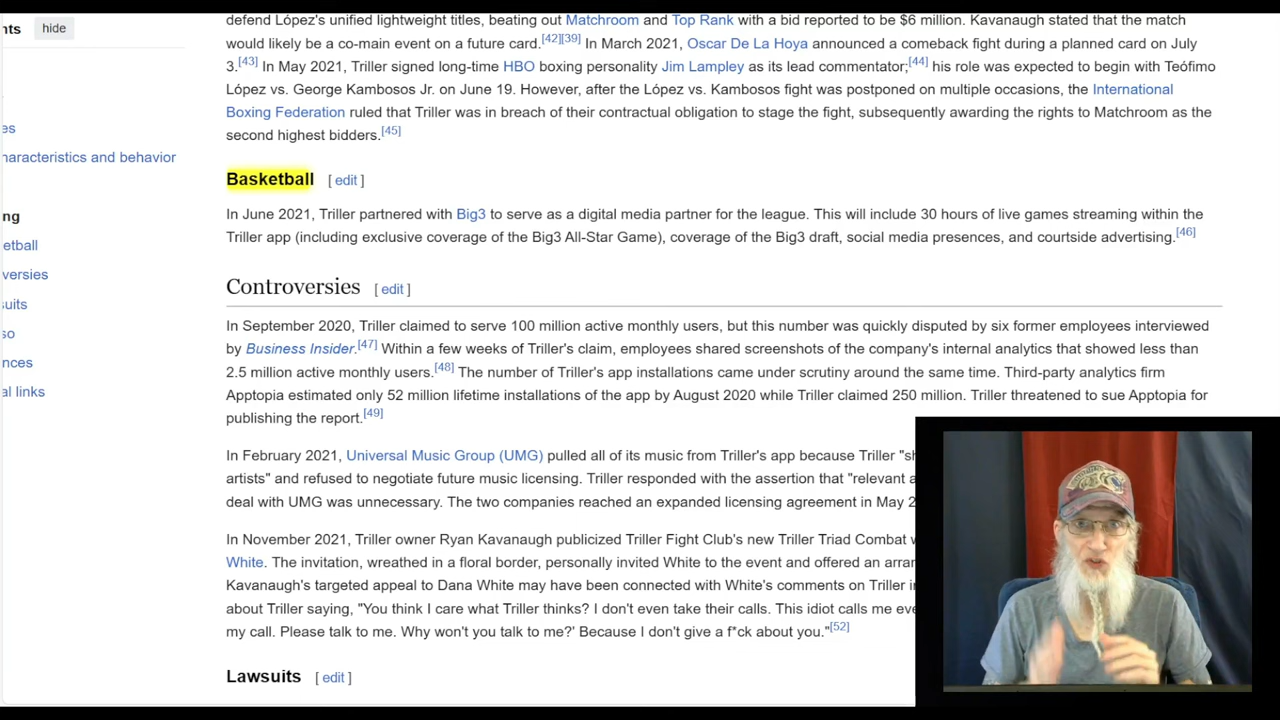 nts hide
defend López's unified lightweight titles, beating out Matchroom and Top Rank with a bid reported to be $6 million. Kavanaugh stated that the match
would likely be a co-main event on a future card.[42][39] In March 2021, Oscar De La Hoya announced a comeback fight during a planned card on July
3.[43] In May 2021, Triller signed long-time HBO boxing personality Jim Lampley as its lead commentator;[44] his role was expected to begin with Teófimo
López vs. George Kambosos Jr. on June 19. However, after the López vs. Kambosos fight was postponed on multiple occasions, the International
Boxing Federation ruled that Triller was in breach of their contractual obligation to stage the fight, subsequently awarding the rights to Matchroom as the
second highest bidders.[45]
es
haracteristics and behavior
ng
etball
versies
uits
so
nces
al links
Basketball [ edit ]
In June 2021, Triller partnered with Big3 to serve as a digital media partner for the league. This will include 30 hours of live games streaming within the
Triller app (including exclusive coverage of the Big3 All-Star Game), coverage of the Big3 draft, social media presences, and courtside advertising.[46]
Controversies [ edit ]
In September 2020, Triller claimed to serve 100 million active monthly users, but this number was quickly disputed by six former employees interviewed
by Business Insider.[47] Within a few weeks of Triller's claim, employees shared screenshots of the company's internal analytics that showed less than
2.5 million active monthly users.[48] The number of Triller's app installations came under scrutiny around the same time. Third-party analytics firm
Apptopia estimated only 52 million lifetime installations of the app by August 2020 while Triller claimed 250 million. Triller threatened to sue Apptopia for
publishing the report.[49]
In February 2021, Universal Music Group (UMG) pulled all of its music from Triller's app because Triller "sh
artists" and refused to negotiate future music licensing. Triller responded with the assertion that "relevant a
deal with UMG was unnecessary. The two companies reached an expanded licensing agreement in May 2
In November 2021, Triller owner Ryan Kavanaugh publicized Triller Fight Club's new Triller Triad Combat w
White. The invitation, wreathed in a floral border, personally invited White to the event and offered an arran
Kavanaugh's targeted appeal to Dana White may have been connected with White's comments on Triller in
about Triller saying, "You think I care what Triller thinks? I don't even take their calls. This idiot calls me eve
my call. Please talk to me. Why won't you talk to me?' Because I don't give a f*ck about you."[52]
Lawsuits [ edit ]